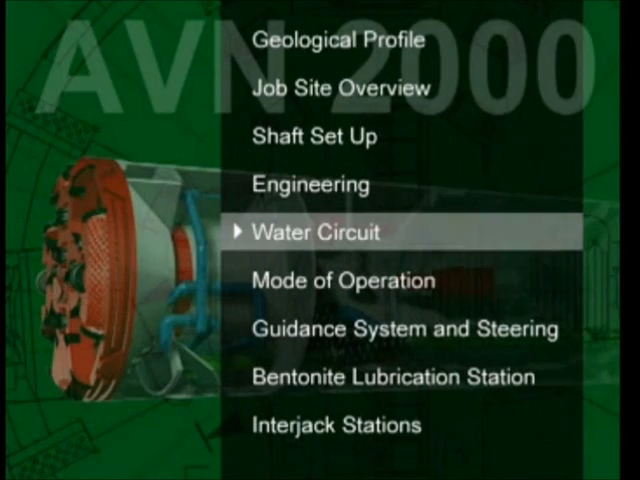 AVN 2000
Geological Profile
Job Site Overview
Shaft Set Up
Engineering
Water Circuit
Mode of Operation
Guidance System and Steering
Bentonite Lubrication Station
Interjack Stations